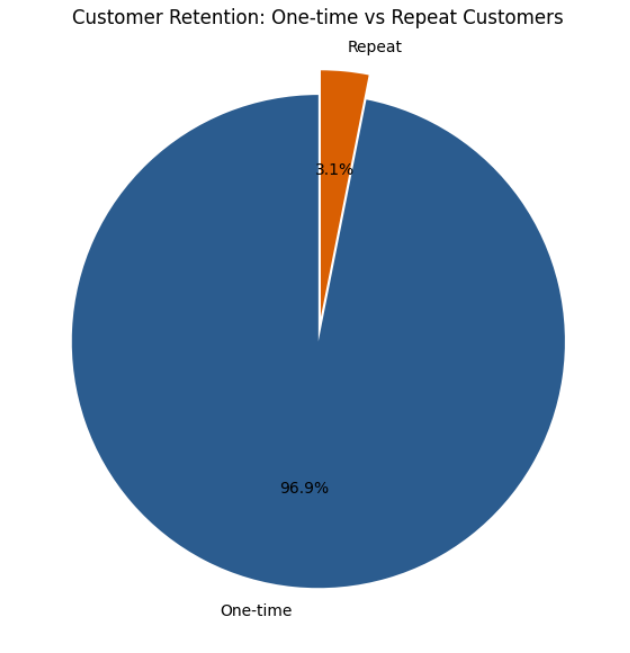 Customer Retention: One-time vs Repeat Customers
Repeat
3.1%
96.9%
One-time